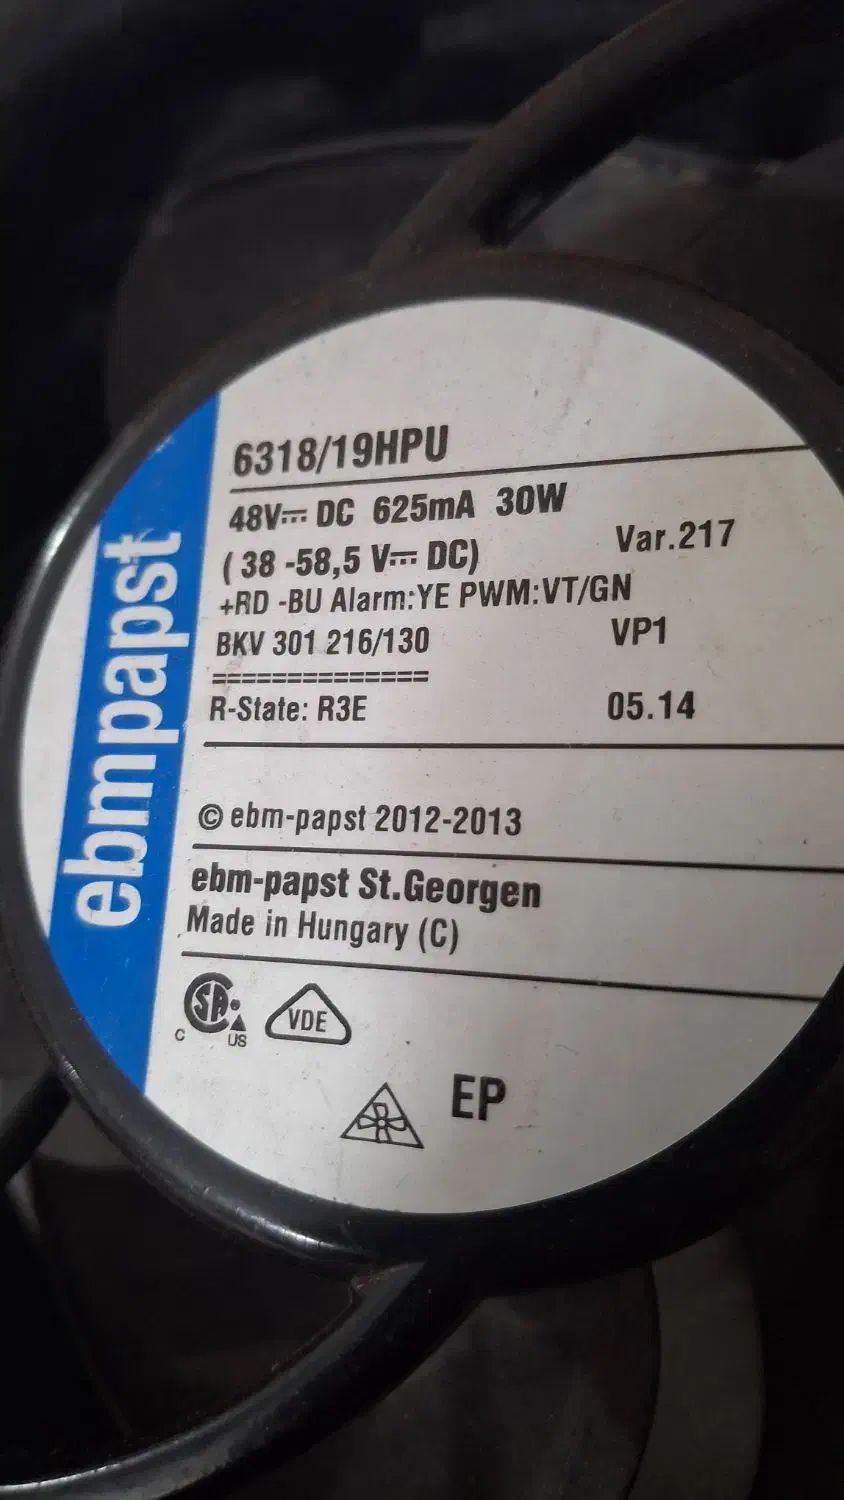 ebmpapst
6318/19HPU
48V⎓ DC 625mA 30W
(38 -58,5 V⎓ DC) Var.217
+RD -BU Alarm:YE PWM:VT/GN
BKV 301 216/130 VP1
==============
R-State: R3E 05.14
© ebm-papst 2012-2013
ebm-papst St.Georgen
Made in Hungary (C)
C SA US VDE
EP